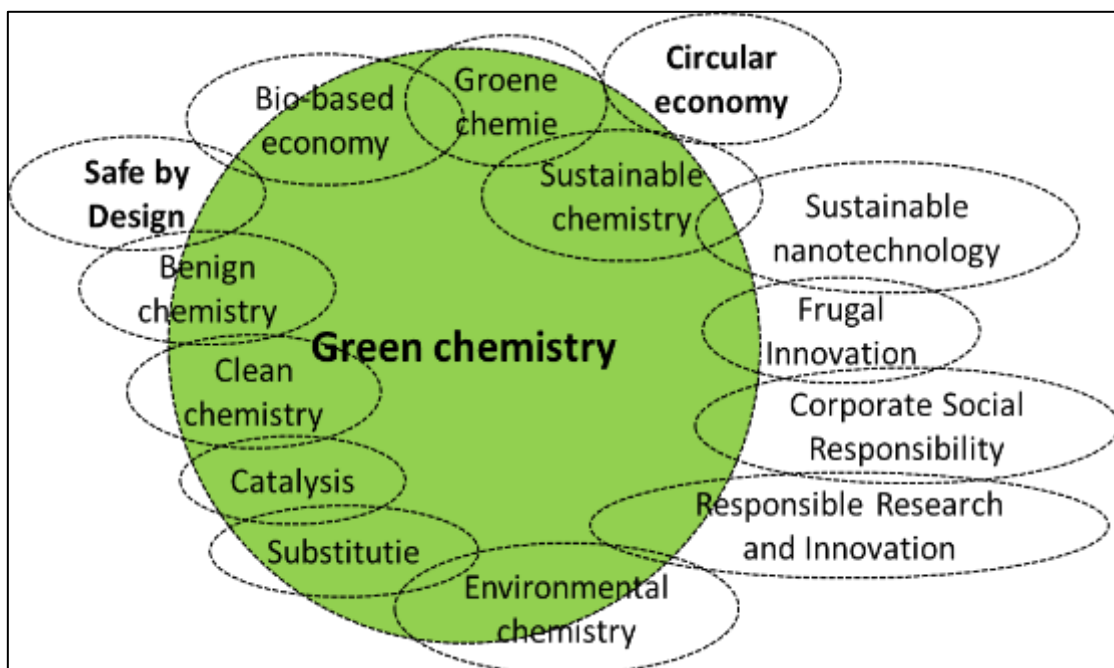 Groene
chemie
Circular
economy
Bio-based
economy
Safe by
Design
Sustainable
chemistry
Sustainable
nanotechnology
Benign
chemistry
Frugal
Innovation
Green chemistry
Clean
chemistry
Corporate Social
Responsibility
Catalysis
Responsible Research
and Innovation
Substitutie
Environmental
chemistry